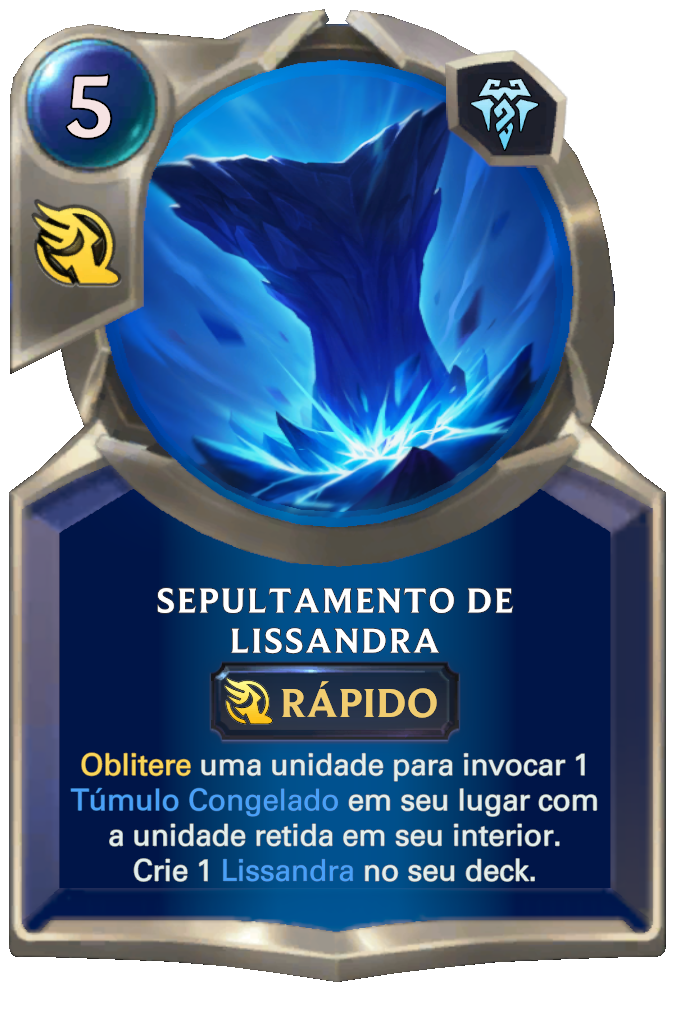 5
SEPULTAMENTO DE
LISSANDRA
RÁPIDO
Oblitere uma unidade para invocar 1
Túmulo Congelado em seu lugar com
a unidade retida em seu interior.
Crie 1 Lissandra no seu deck.